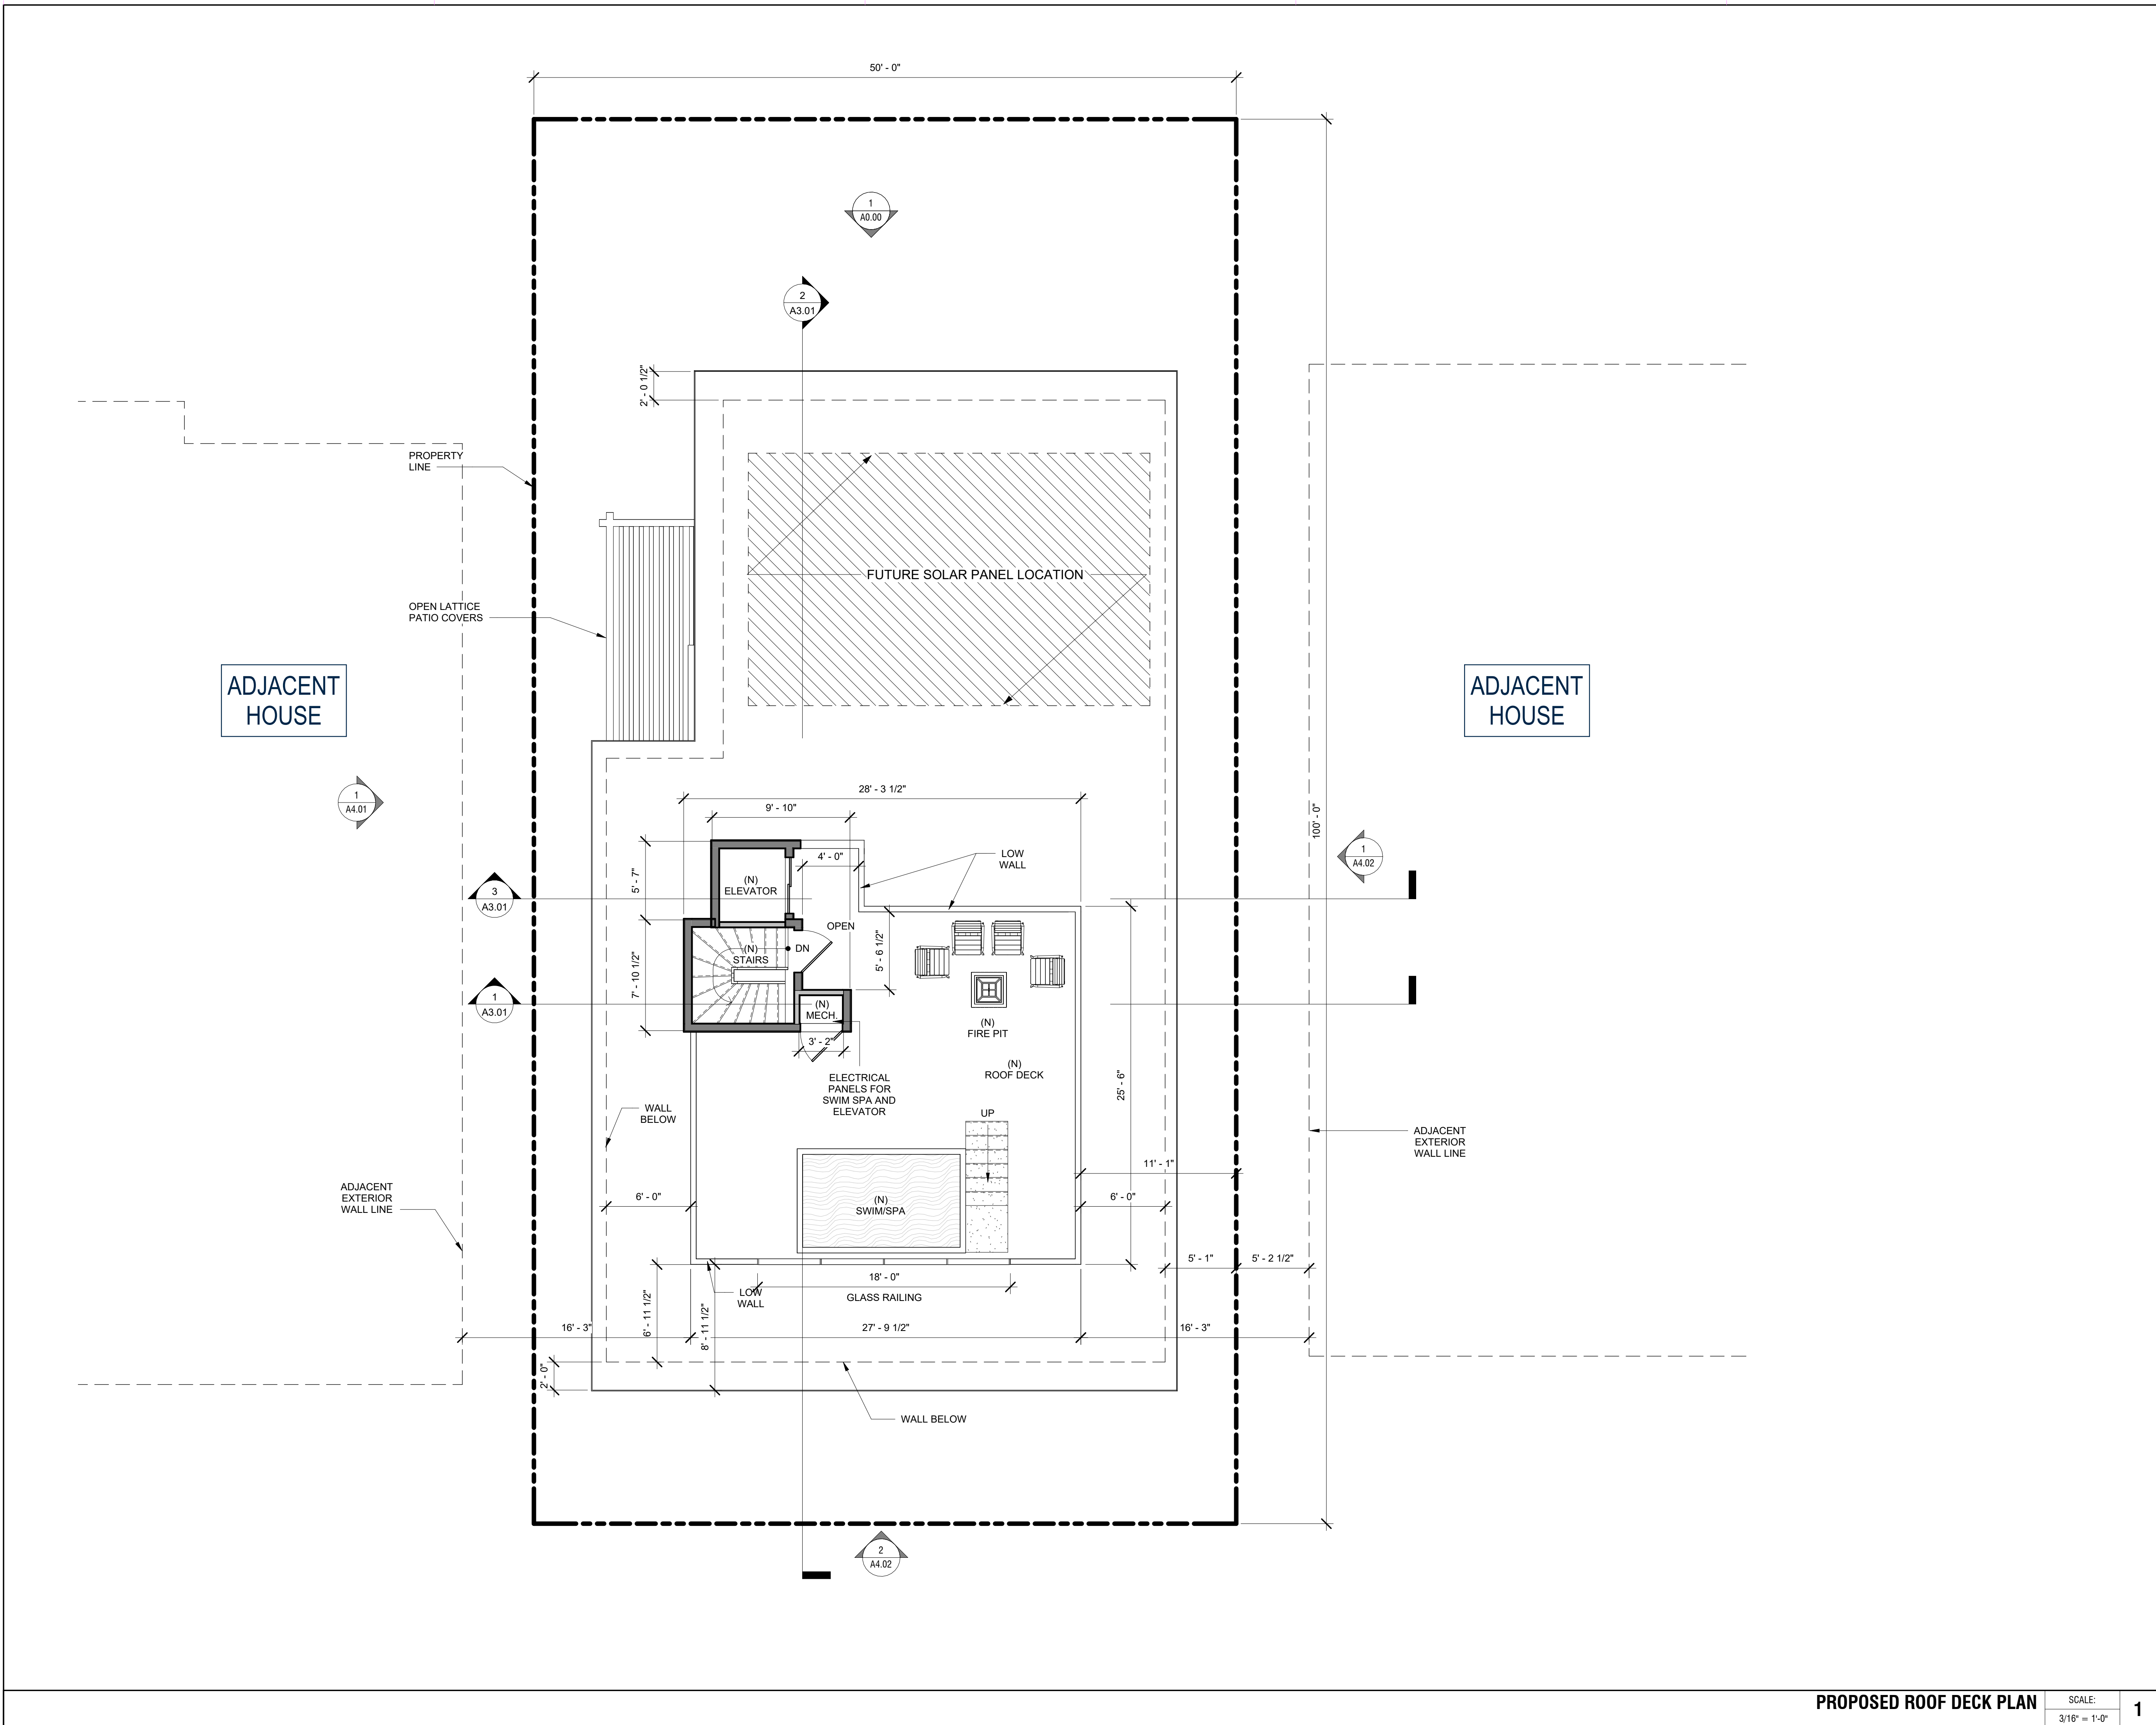 50' - 0"
1
A0.00
2
A3.01
2' - 0 1/2"
PROPERTY
LINE
FUTURE SOLAR PANEL LOCATION
OPEN LATTICE
PATIO COVERS
ADJACENT
HOUSE
ADJACENT
HOUSE
1
A4.01
28' - 3 1/2"
9' - 10"
100' - 0"
4' - 0"
LOW
WALL
1
A4.02
5' - 7"
(N)
ELEVATOR
3
A3.01
OPEN
5' - 6 1/2"
(N)
STAIRS
DN
7' - 10 1/2"
1
A3.01
(N)
MECH.
(N)
FIRE PIT
3' - 2"
(N)
ROOF DECK
ELECTRICAL
PANELS FOR
SWIM SPA AND
ELEVATOR
25' - 6"
WALL
BELOW
UP
ADJACENT
EXTERIOR
WALL LINE
11' - 1"
ADJACENT
EXTERIOR
WALL LINE
6' - 0"
(N)
SWIM/SPA
6' - 0"
5' - 1"
5' - 2 1/2"
18' - 0"
LOW
WALL
GLASS RAILING
6' - 11 1/2"
8' - 11 1/2"
16' - 3"
27' - 9 1/2"
16' - 3"
2' - 0"
WALL BELOW
2
A4.02
PROPOSED ROOF DECK PLAN
SCALE:
3/16" = 1'-0"
1